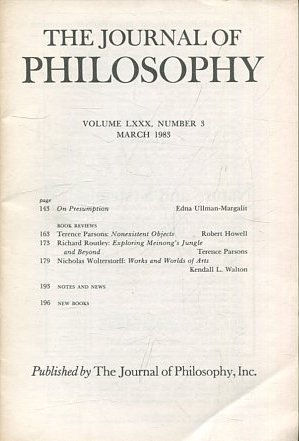 THE JOURNAL OF
PHILOSOPHY
VOLUME LXXX, NUMBER 3
MARCH 1983
page
143 On Presumption Edna Ullman-Margalit
BOOK REVIEWS
163 Terence Parsons: Nonexistent Objects Robert Howell
173 Richard Routley: Exploring Meinong's Jungle
and Beyond Terence Parsons
179 Nicholas Wolterstorff: Works and Worlds of Arts
Kendall L. Walton
195 NOTES AND NEWS
196 NEW BOOKS
Published by The Journal of Philosophy, Inc.